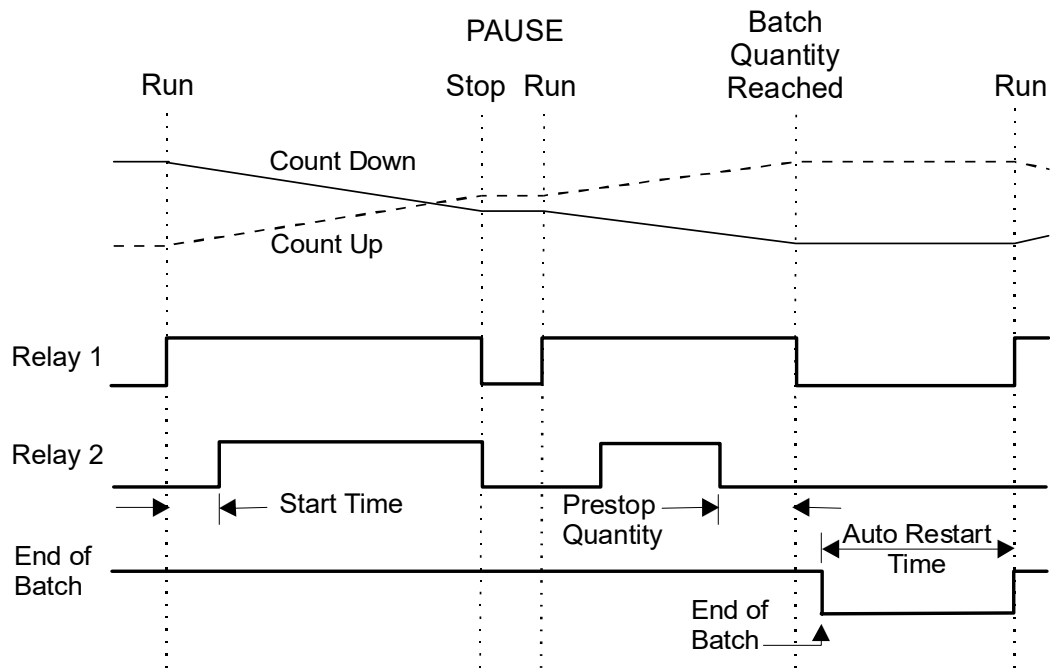 PAUSE
Batch
Quantity
Reached
Run
Stop
Run
Run
Count Down
Count Up
Relay 1
Relay 2
Start Time
Prestop
Quantity
Auto Restart
Time
End of
Batch
End of
Batch